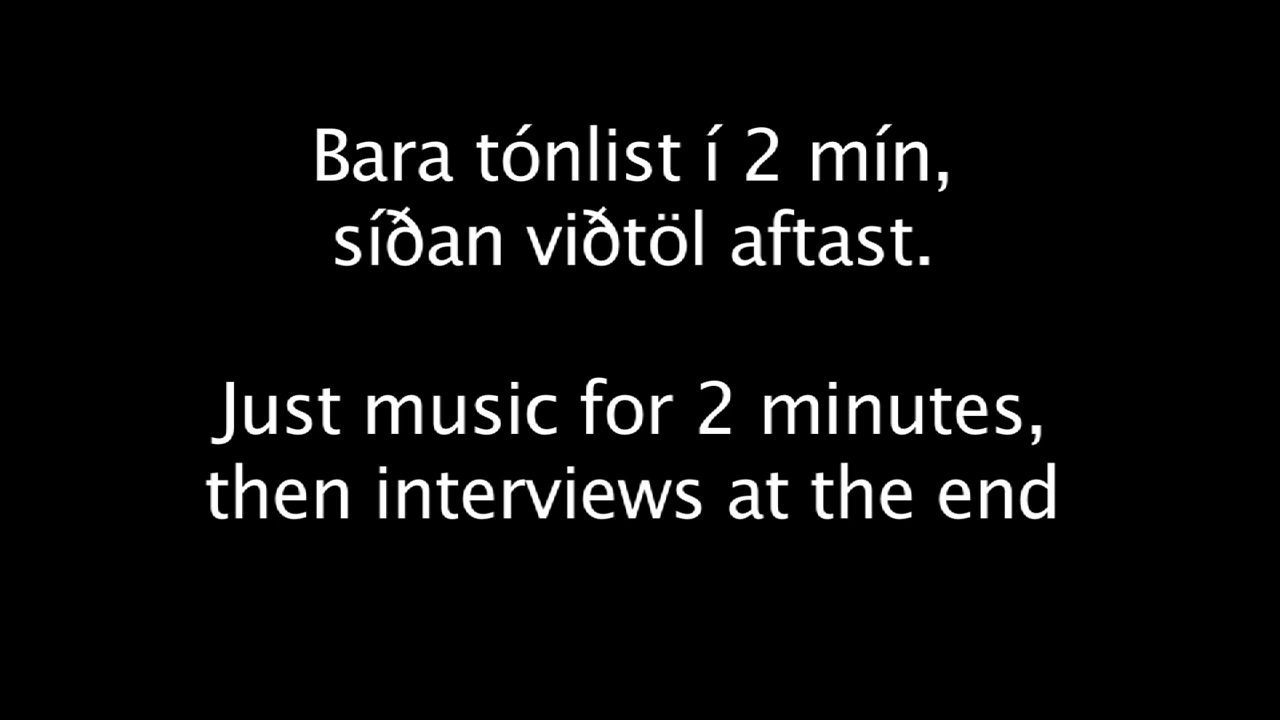 Bara tónlist í 2 mín,
síðan viðtöl aftast.
Just music for 2 minutes,
then interviews at the end